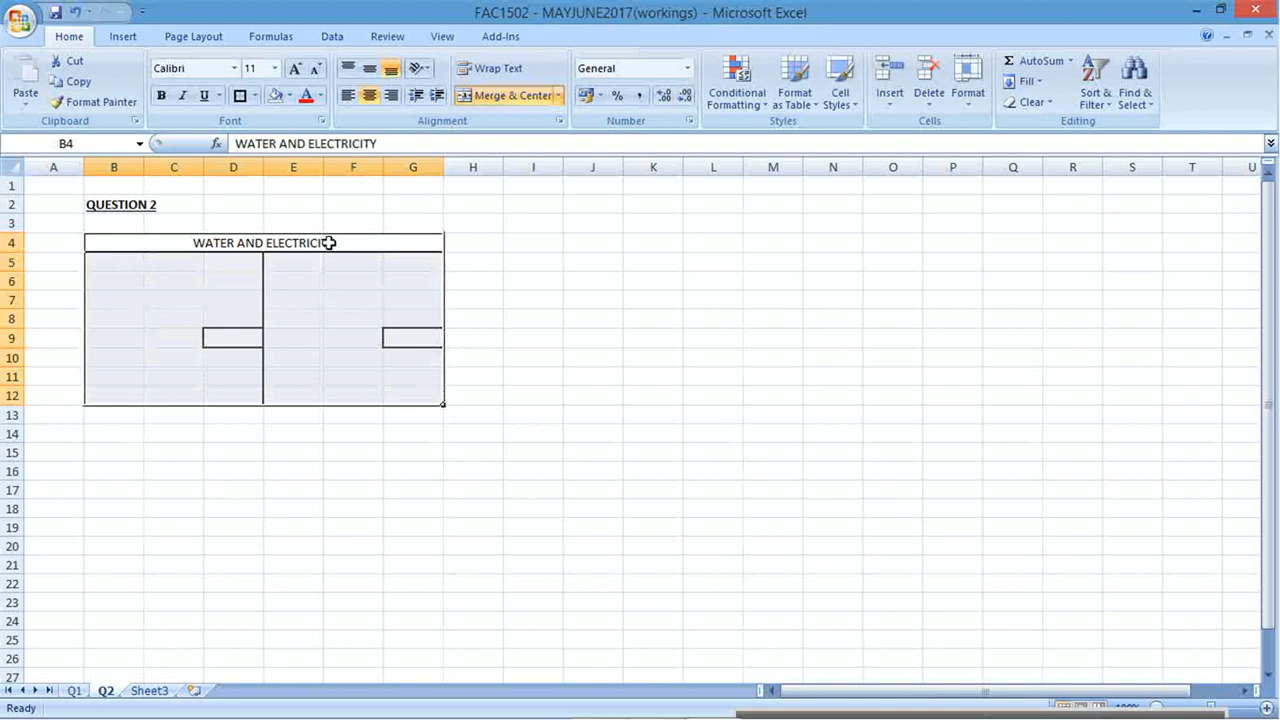 FAC1502 - MAYJUNE2017(workings) - Microsoft Excel
Home Insert Page Layout Formulas Data Review View Add-Ins
Cut Calibri 11 Wrap Text General AutoSum
Copy Fill
Paste Format Painter B I U Merge & Center % , Conditional Formatting Format as Table Cell Styles Insert Delete Format Clear Sort & Filter Find & Select
Clipboard Font Alignment Number Styles Cells Editing
B4 fx WATER AND ELECTRICITY
A B C D E F G H I J K L M N O P Q R S T U
1
2 QUESTION 2
3
4 WATER AND ELECTRICITY
5
6
7
8
9
10
11
12
13
14
15
16
17
18
19
20
21
22
23
24
25
26
27
Q1 Q2 Sheet3
Ready 100%